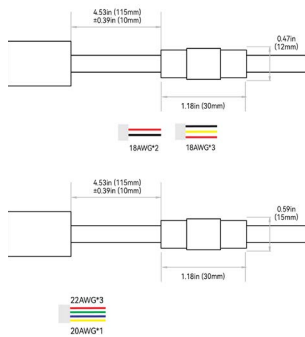 4.53in (115mm)
±0.39in (10mm)
0.47in
(12mm)
1.18in (30mm)
18AWG*2
18AWG*3
4.53in (115mm)
±0.39in (10mm)
0.59in
(15mm)
1.18in (30mm)
22AWG*3
20AWG*1